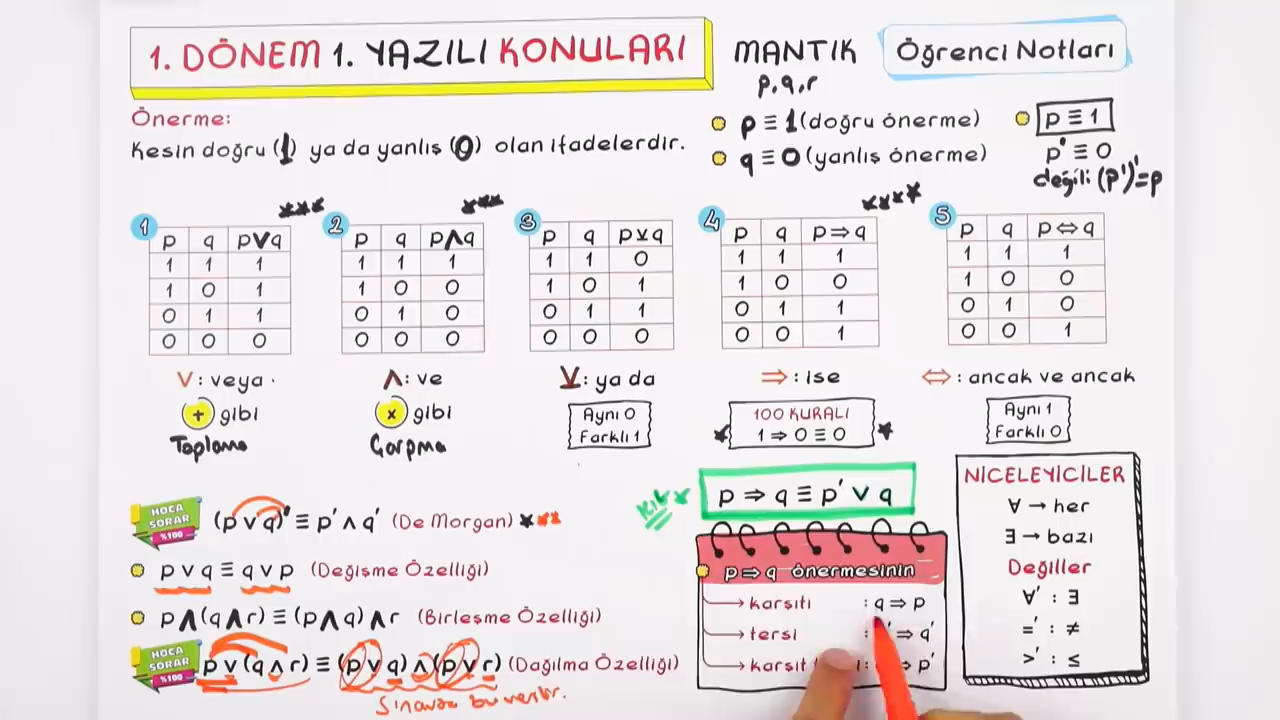 1. DÖNEM 1. YAZILI KONULARI
MANTIK
p,q,r
Öğrenci Notları
Önerme:
Kesin doğru (1) ya da yanlış (0) olan ifadelerdir.
p ≡ 1 (doğru önerme)
q ≡ 0 (yanlış önerme)
p ≡ 1
p' ≡ 0
değili (p')'=p
1
p q p∨q
1 1 1
1 0 1
0 1 1
0 0 0
∨ : veya
+ gibi
Toplama
2
p q p∧q
1 1 1
1 0 0
0 1 0
0 0 0
∧ : ve
x gibi
Çarpma
3
p q p⊻q
1 1 0
1 0 1
0 1 1
0 0 0
⊻ : ya da
Aynı 0
Farklı 1
4
p q p⇒q
1 1 1
1 0 0
0 1 1
0 0 1
⇒ : ise
100 KURALI
1 ⇒ 0 ≡ 0
5
p q p⇔q
1 1 1
1 0 0
0 1 0
0 0 1
⇔ : ancak ve ancak
Aynı 1
Farklı 0
HOCA
SORAR
%100
(p ∨ q)' ≡ p' ∧ q' (De Morgan)
p ∨ q ≡ q ∨ p (Değişme Özelliği)
p∧(q∧r) ≡ (p∧q)∧r (Birleşme Özelliği)
HOCA
SORAR
%100
p ∨ (q ∧ r) ≡ (p ∨ q) ∧ (p ∨ r) (Dağılma Özelliği)
p ⇒ q ≡ p' ∨ q
p ⇒ q önermesinin
karşıtı : q ⇒ p
tersi : ' ⇒ q'
karşıt : ⇒ p'
NİCELEYİCİLER
∀ → her
∃ → bazı
Değiller
∀' : ∃
=' : ≠
>' : ≤